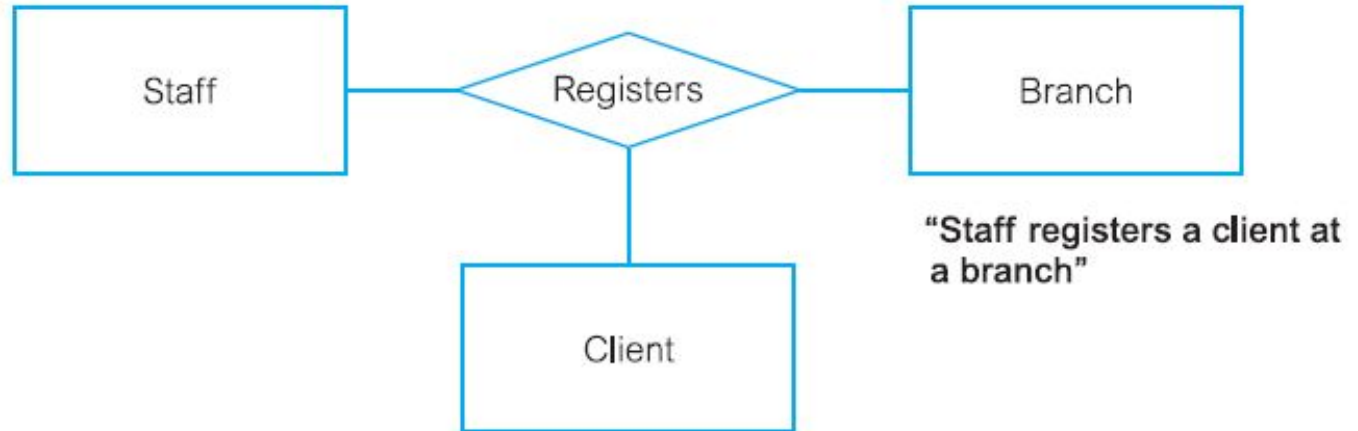 Staff
Registers
Branch
“Staff registers a client at
a branch”
Client